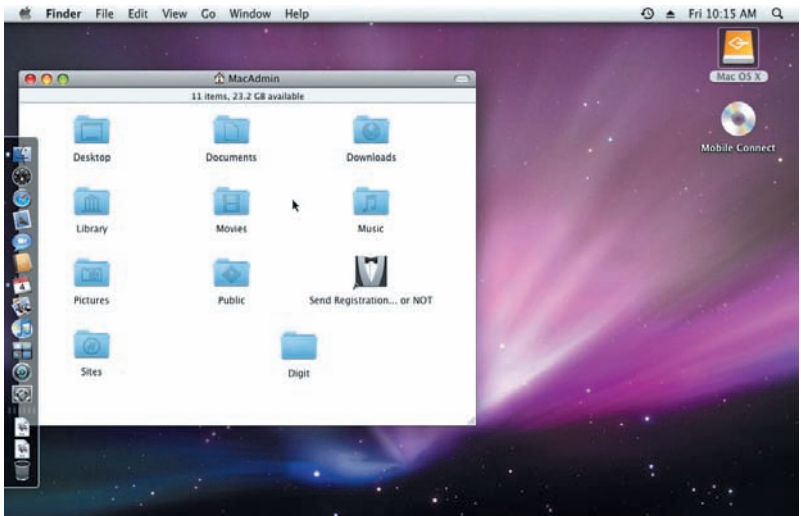 Finder File Edit View Go Window Help Fri 10:15 AM
Mac OS X
Mobile Connect
MacAdmin
11 items, 23.2 GB available
Desktop Documents Downloads
Library Movies Music
Pictures Public Send Registration... or NOT
Sites Digit
4